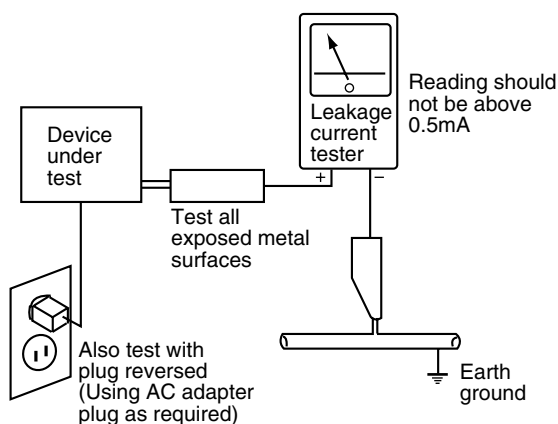 Leakage
current
tester
+
−
Reading should
not be above
0.5mA
Device
under
test
Test all
exposed metal
surfaces
Also test with
plug reversed
(Using AC adapter
plug as required)
Earth
ground